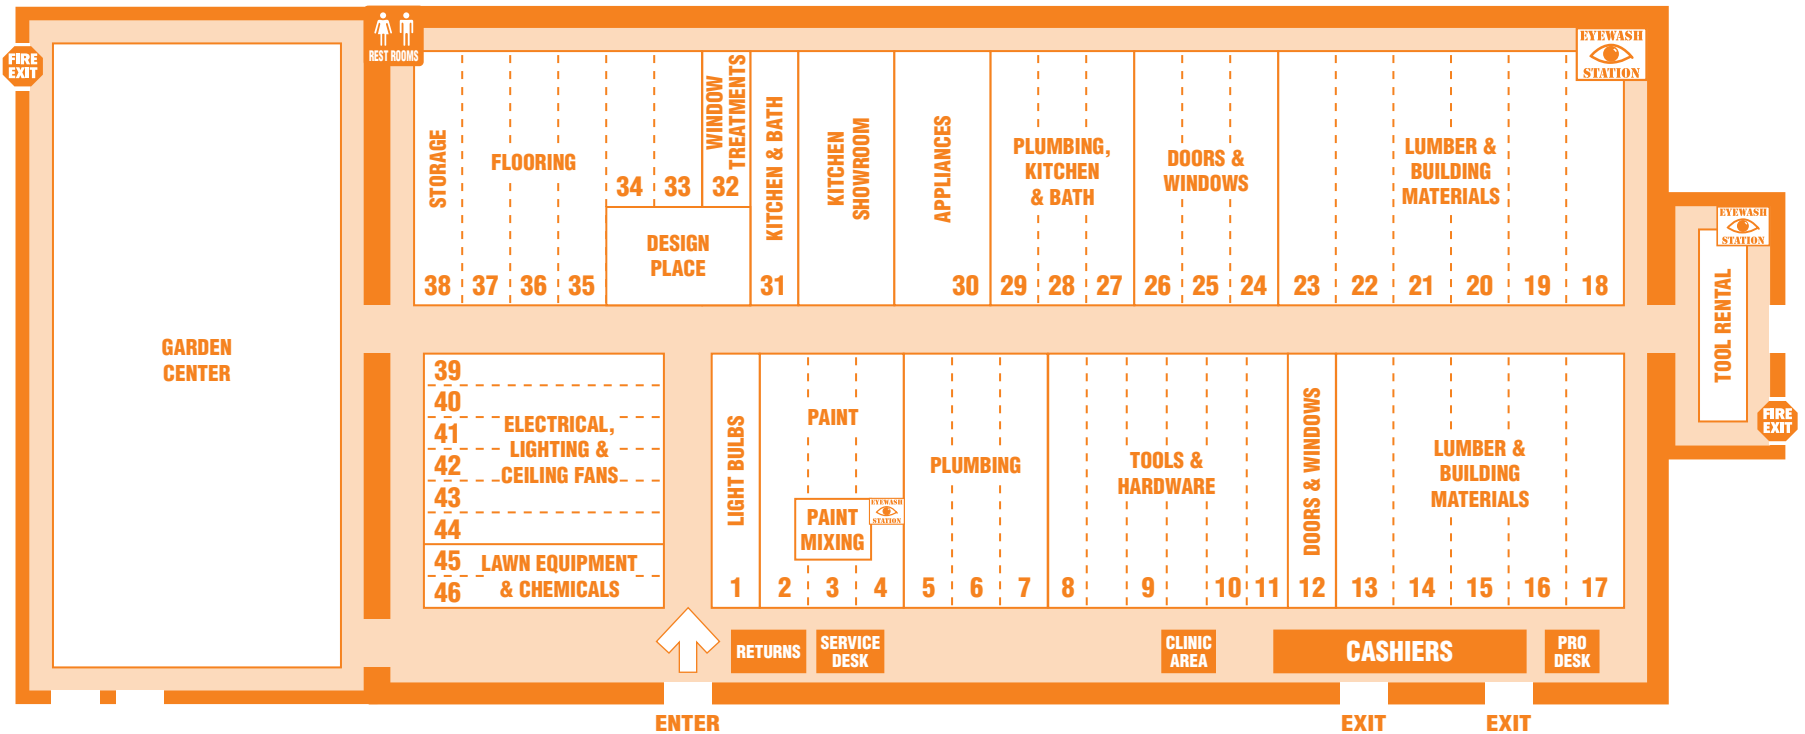 REST ROOMS
FIRE
EXIT
EYEWASH
STATION
STORAGE
FLOORING
34
33
WINDOW
TREATMENTS
32
KITCHEN & BATH
KITCHEN
SHOWROOM
APPLIANCES
PLUMBING,
KITCHEN
& BATH
DOORS &
WINDOWS
LUMBER &
BUILDING
MATERIALS
DESIGN
PLACE
38
37
36
35
31
30
29
28
27
26
25
24
23
22
21
20
19
18
EYEWASH
STATION
TOOL RENTAL
FIRE
EXIT
GARDEN
CENTER
39
40
41
42
43
44
ELECTRICAL,
LIGHTING &
CEILING FANS
45
46
LAWN EQUIPMENT
& CHEMICALS
LIGHT BULBS
PAINT
PAINT
MIXING
EYEWASH
STATION
PLUMBING
TOOLS &
HARDWARE
DOORS & WINDOWS
LUMBER &
BUILDING
MATERIALS
1
2
3
4
5
6
7
8
9
10
11
12
13
14
15
16
17
RETURNS
SERVICE
DESK
CLINIC
AREA
CASHIERS
PRO
DESK
ENTER
EXIT
EXIT